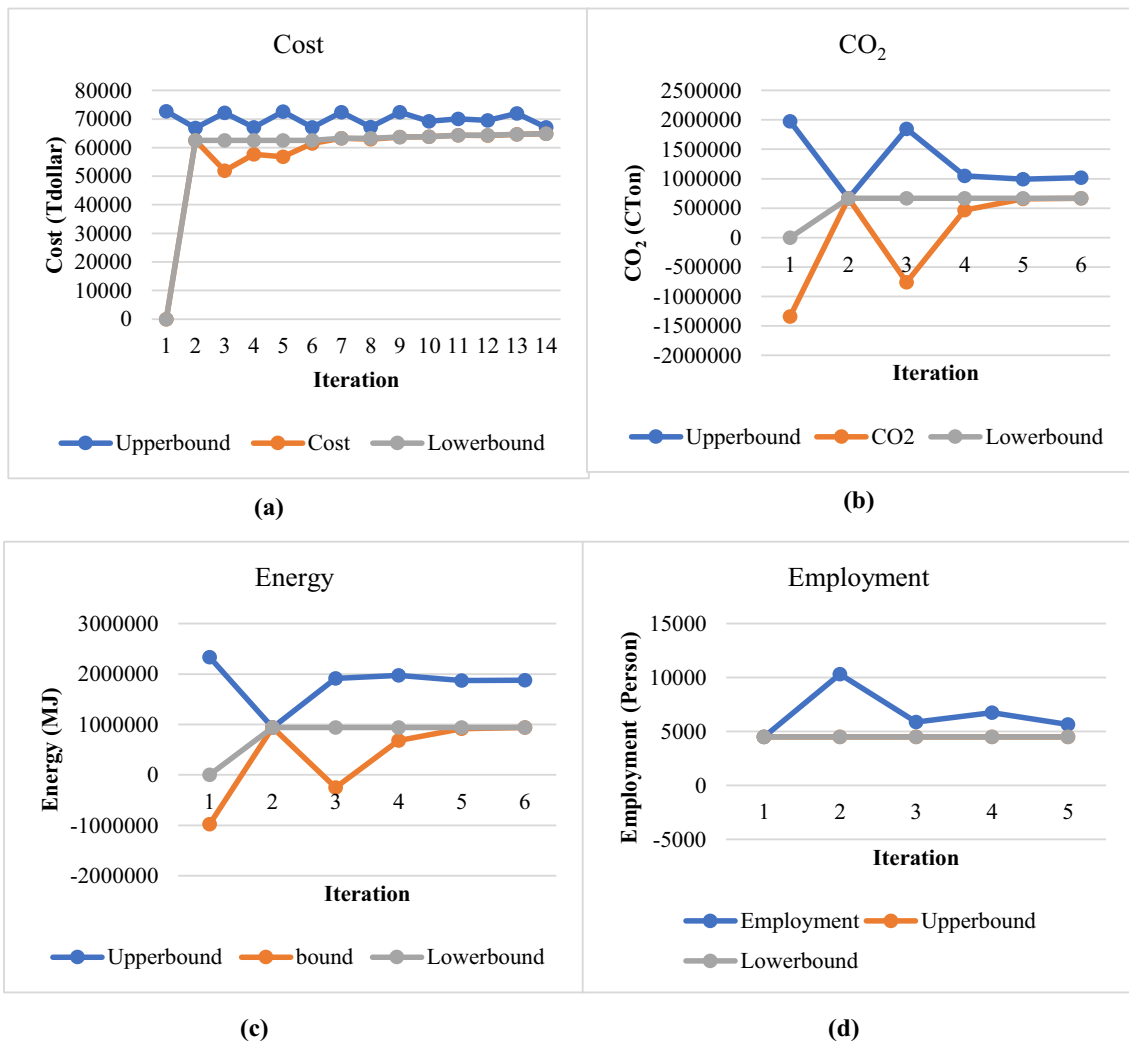 Cost
80000
70000
60000
50000
40000
30000
20000
10000
0
Cost (Tdollar)
1 2 3 4 5 6 7 8 9 10 11 12 13 14
Iteration
Upperbound Cost Lowerbound
(a)
CO₂
2500000
2000000
1500000
1000000
500000
0
-500000
-1000000
-1500000
-2000000
CO₂ (CTon)
1 2 3 4 5 6
Iteration
Upperbound CO2 Lowerbound
(b)
Energy
3000000
2000000
1000000
0
-1000000
-2000000
Energy (MJ)
1 2 3 4 5 6
Iteration
Upperbound bound Lowerbound
(c)
Employment
15000
10000
5000
0
-5000
Employment (Person)
1 2 3 4 5
Iteration
Employment Upperbound
Lowerbound
(d)